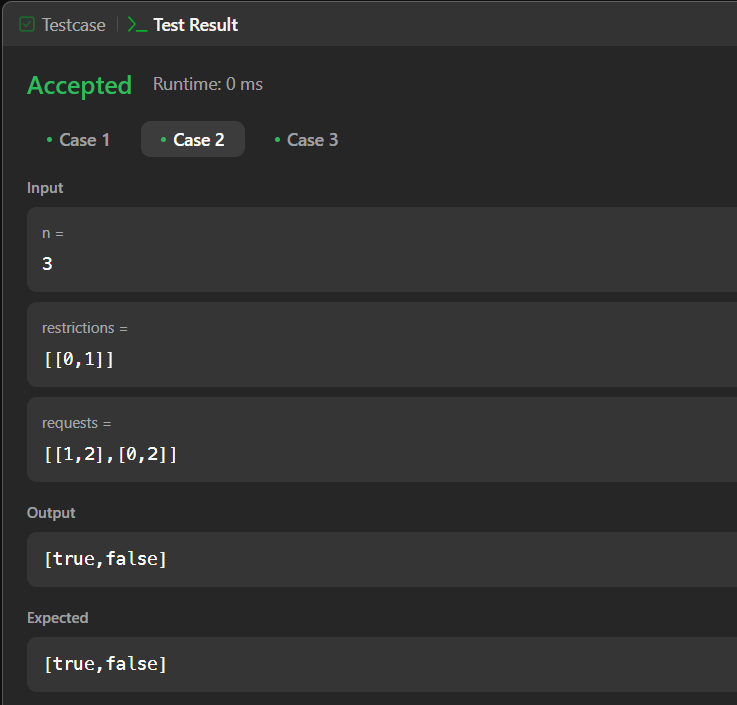 Testcase
Test Result
Accepted Runtime: 0 ms
Case 1 Case 2 Case 3
Input
n =
3
restrictions =
[[0,1]]
requests =
[[1,2],[0,2]]
Output
[true,false]
Expected
[true,false]